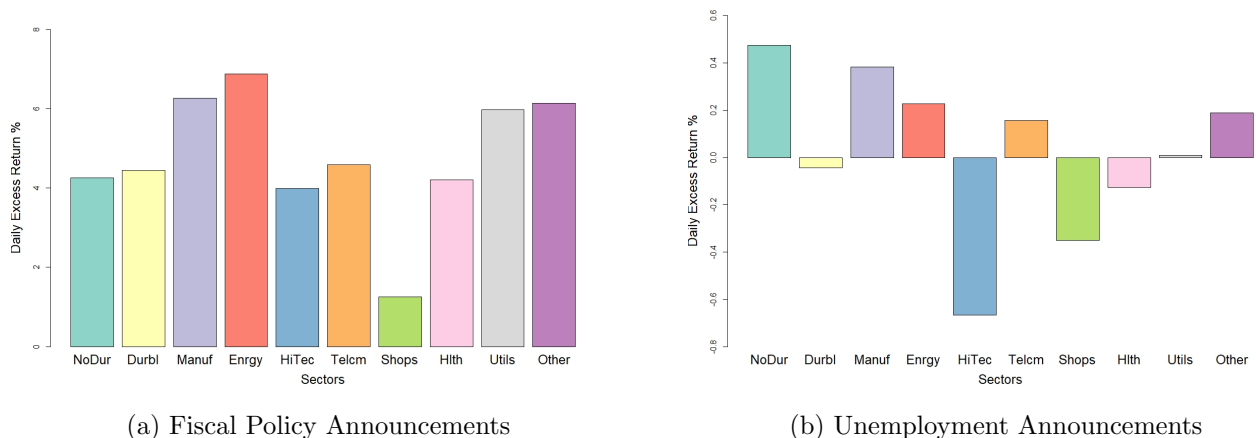 Daily Excess Return %
8
6
4
2
0
NoDur Durbl Manuf Enrgy HiTec Telcm Shops Hlth Utils Other
Sectors
(a) Fiscal Policy Announcements
Daily Excess Return %
0.6
0.4
0.2
0.0
-0.2
-0.4
-0.6
-0.8
NoDur Durbl Manuf Enrgy HiTec Telcm Shops Hlth Utils Other
Sectors
(b) Unemployment Announcements